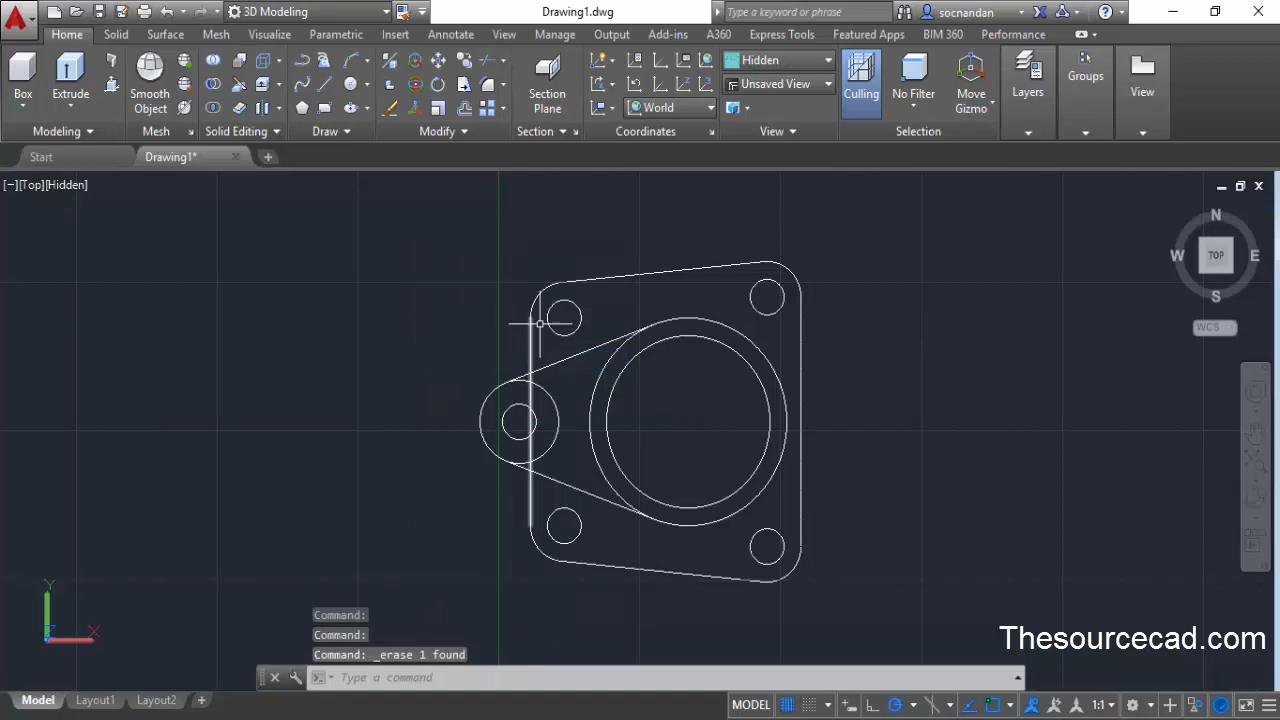 3D Modeling
Drawing1.dwg
Type a keyword or phrase
socnandan
Home Solid Surface Mesh Visualize Parametric Insert Annotate View Manage Output Add-ins A360 Express Tools Featured Apps BIM 360 Performance
Box
Extrude
Smooth Object
Section Plane
World
Hidden
Unsaved View
Culling
No Filter
Move Gizmo
Layers
Groups
View
Modeling Mesh Solid Editing Draw Modify Section Coordinates View Selection
Start Drawing1* +
[−][Top][Hidden]
N
W TOP E
S
WCS
Y
X
Command:
Command:
Command: _erase 1 found
Type a command
Thesourcecad.com
Model Layout1 Layout2 + MODEL 1:1